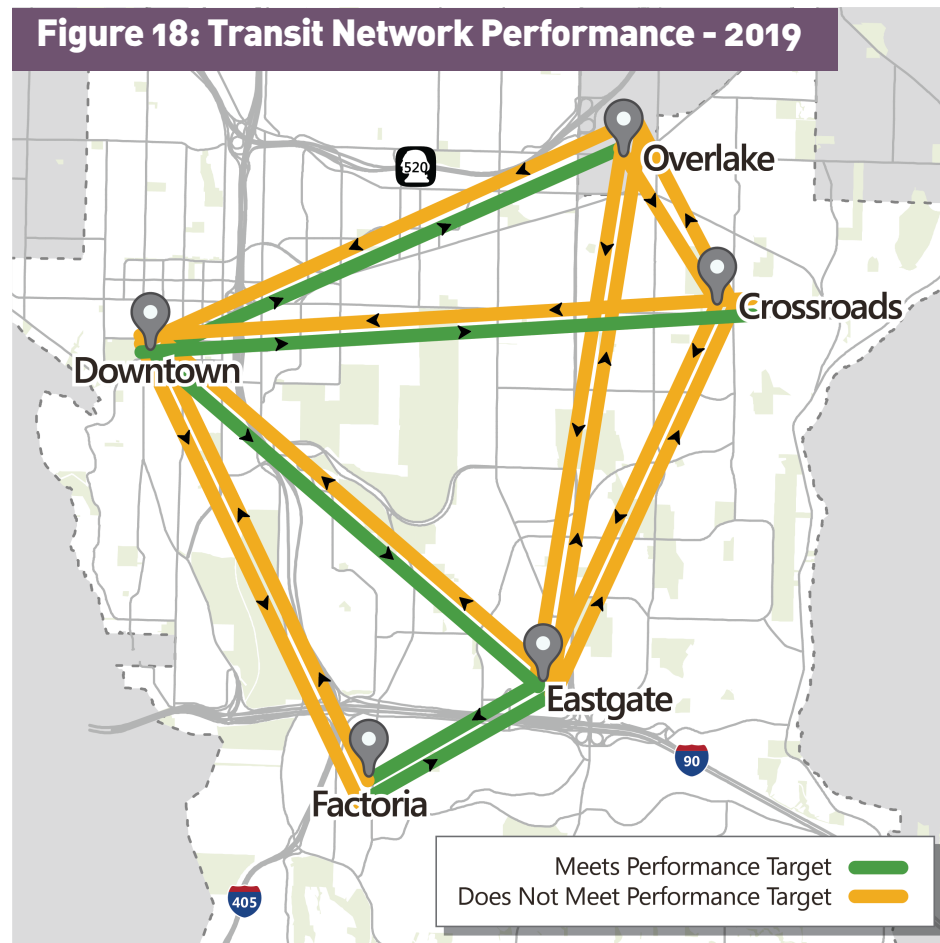 Figure 18: Transit Network Performance - 2019
520
Overlake
Crossroads
Downtown
Eastgate
90
Factoria
Meets Performance Target
Does Not Meet Performance Target
405